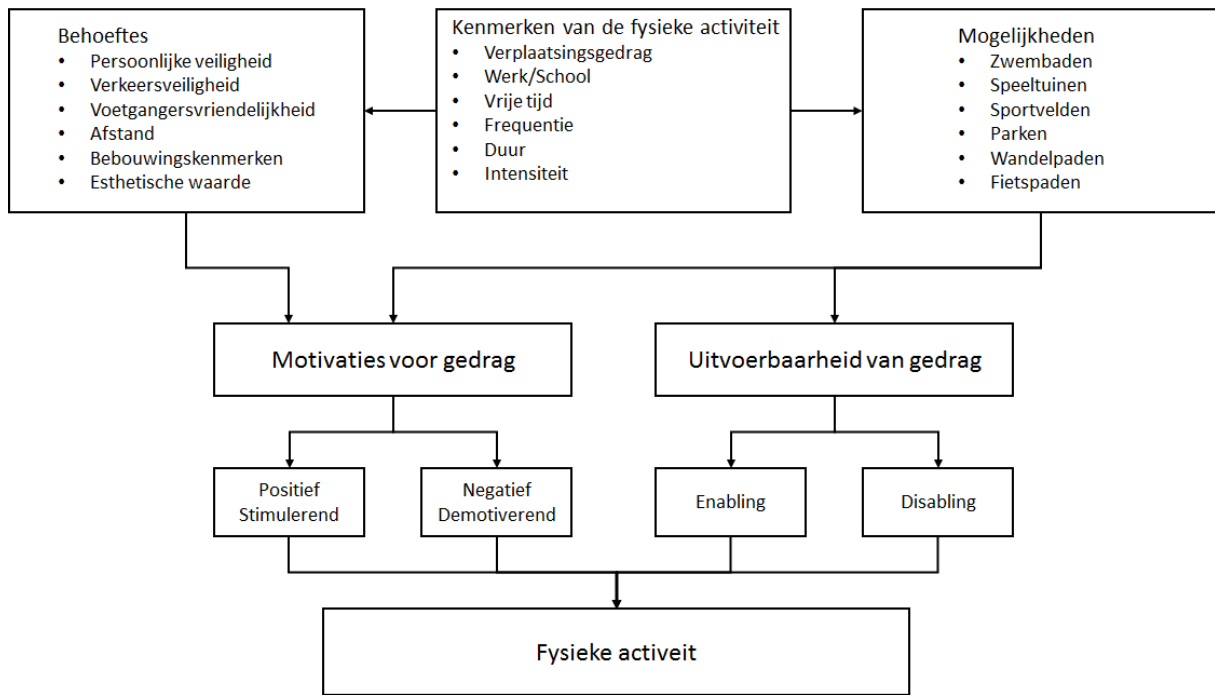 Behoeftes
• Persoonlijke veiligheid
• Verkeersveiligheid
• Voetgangersvriendelijkheid
• Afstand
• Bebouwingskenmerken
• Esthetische waarde
Kenmerken van de fysieke activiteit
• Verplaatsingsgedrag
• Werk/School
• Vrije tijd
• Frequentie
• Duur
• Intensiteit
Mogelijkheden
• Zwembaden
• Speeltuinen
• Sportvelden
• Parken
• Wandelpaden
• Fietspaden
Motivaties voor gedrag
Uitvoerbaarheid van gedrag
Positief
Stimulerend
Negatief
Demotiverend
Enabling
Disabling
Fysieke activeit